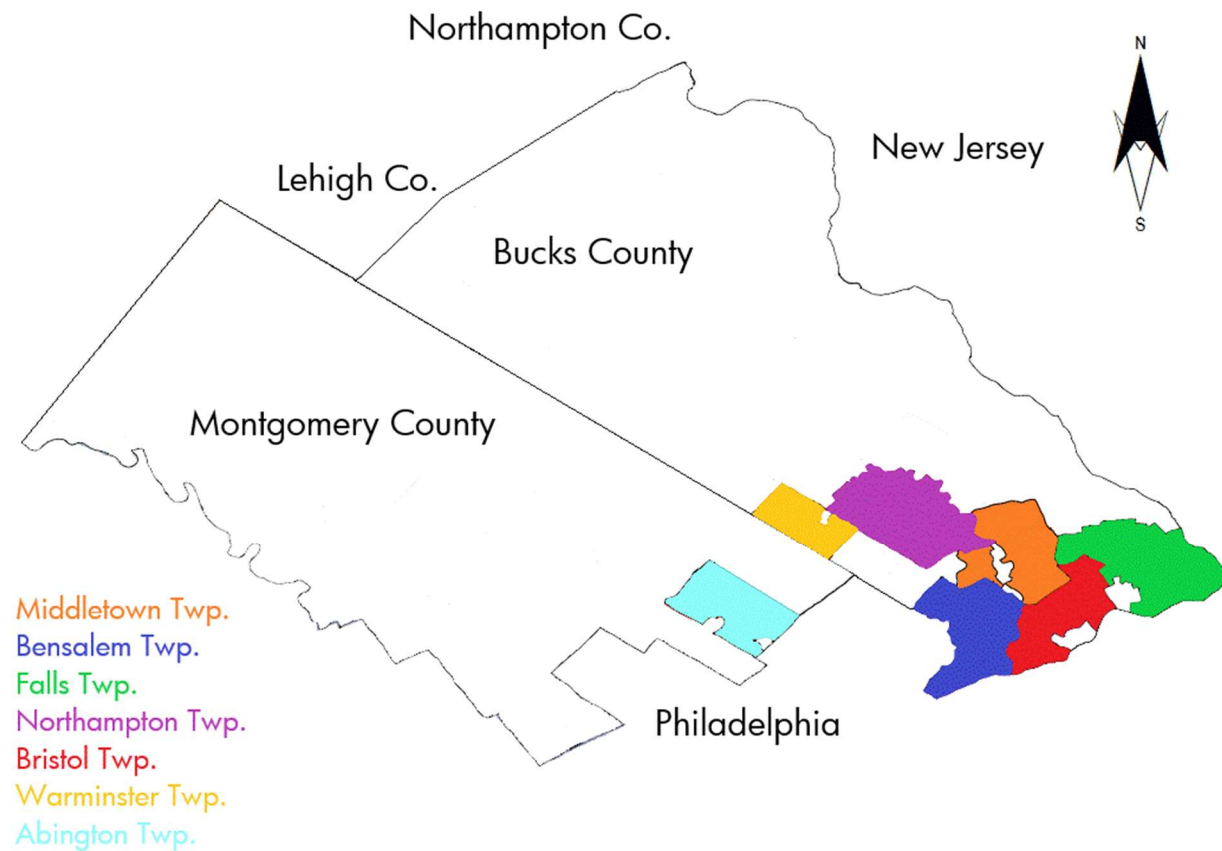 Northampton Co.
N
New Jersey
Lehigh Co.
S
Bucks County
Montgomery County
Middletown Twp.
Bensalem Twp.
Falls Twp.
Northampton Twp.
Philadelphia
Bristol Twp.
Warminster Twp.
Abington Twp.